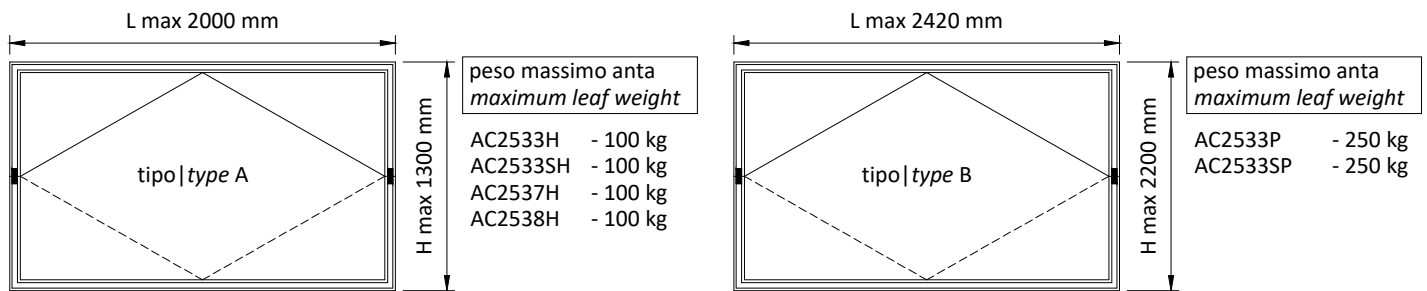 L max 2000 mm
tipo|type A
H max 1300 mm
peso massimo anta
maximum leaf weight
AC2533H - 100 kg
AC2533SH - 100 kg
AC2537H - 100 kg
AC2538H - 100 kg
L max 2420 mm
tipo|type B
H max 2200 mm
peso massimo anta
maximum leaf weight
AC2533P - 250 kg
AC2533SP - 250 kg